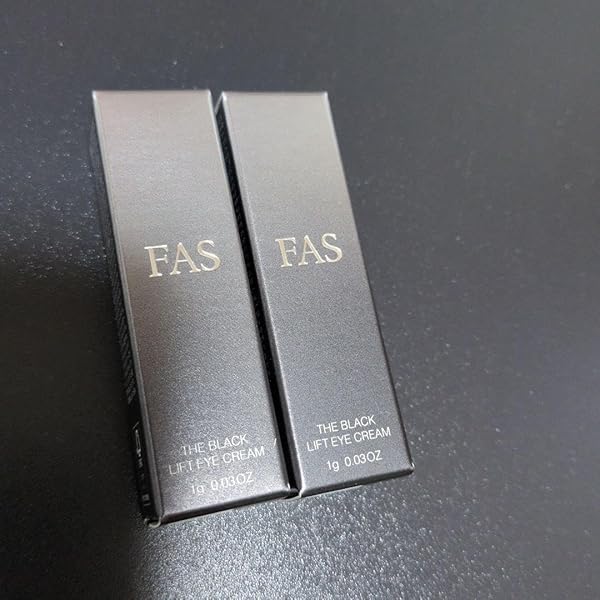 FAS
THE BLACK
LIFT EYE CREAM
1g 0.03OZ
FAS
THE BLACK
LIFT EYE CREAM
1g 0.03OZ